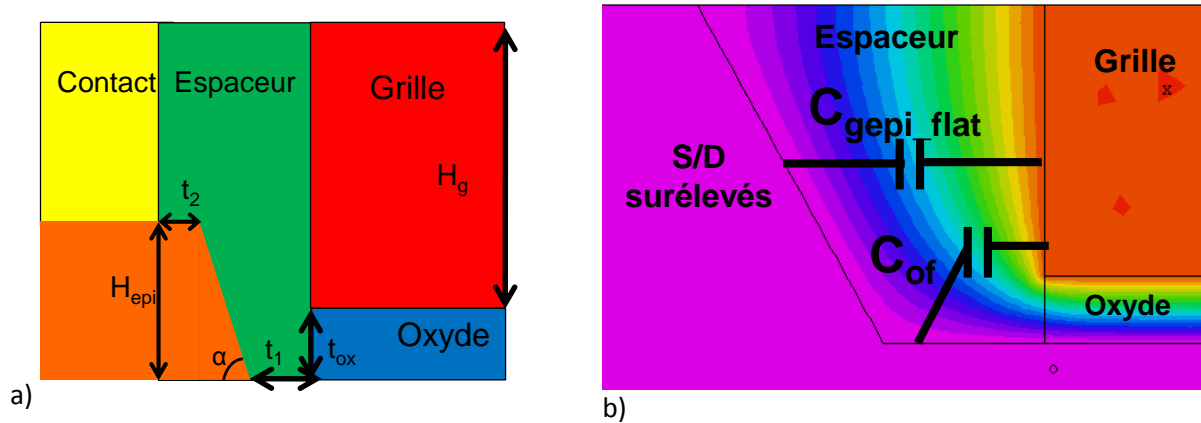 Contact
Espaceur
Grille
t2
Hg
Hepi
α
t1
tox
Oxyde
a)
Espaceur
Grille
x
Cgepi_flat
S/D
surélevés
Cof
Oxyde
b)